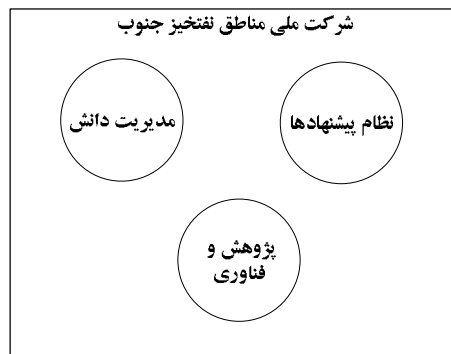 شرکت ملی مناطق نفتخیز جنوب
نظام پیشنهادها
مدیریت دانش
پژوهش و
فناوری